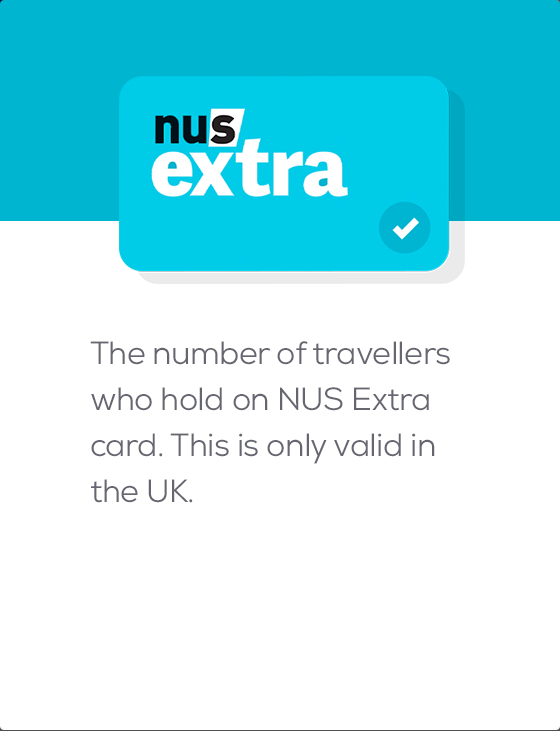 nus
extra
The number of travellers
who hold on NUS Extra
card. This is only valid in
the UK.